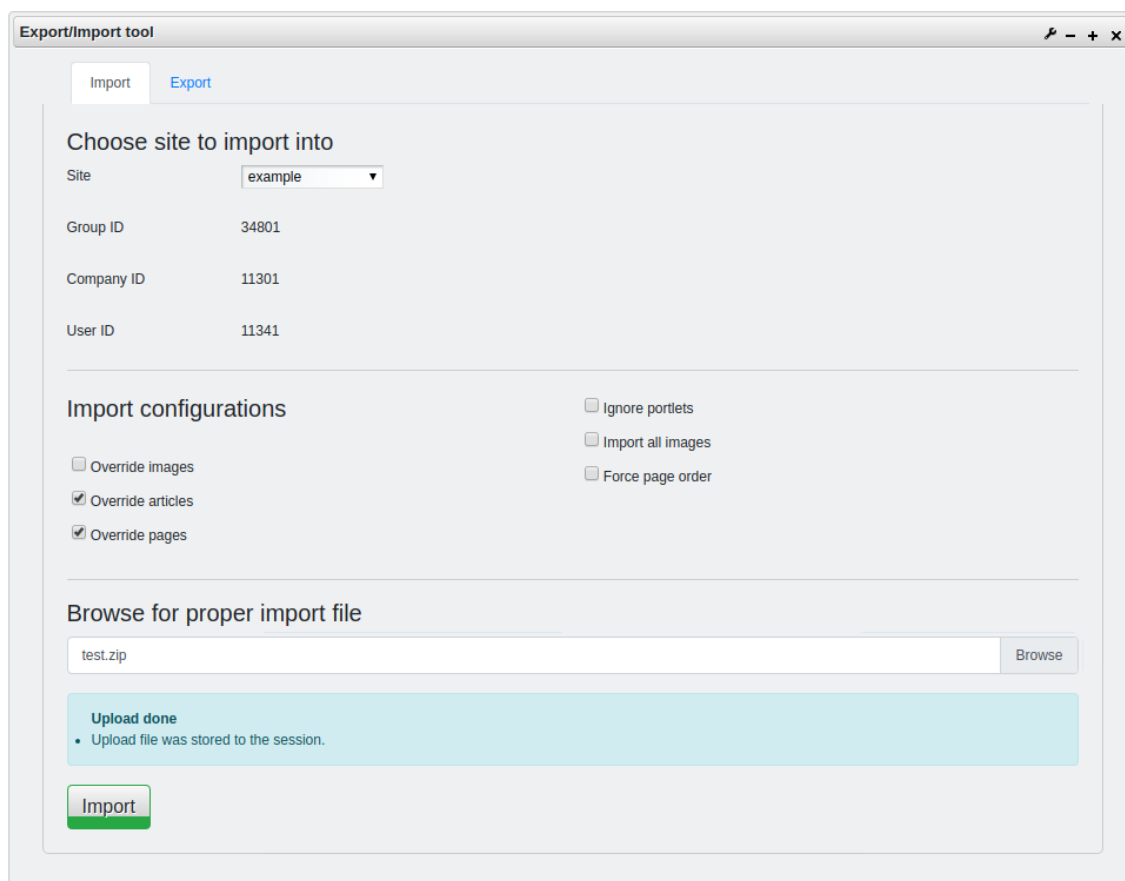 Export/Import tool
Import Export
Choose site to import into
Site example
Group ID 34801
Company ID 11301
User ID 11341
Import configurations
Override images
Override articles
Override pages
Ignore portlets
Import all images
Force page order
Browse for proper import file
test.zip Browse
Upload done
• Upload file was stored to the session.
Import